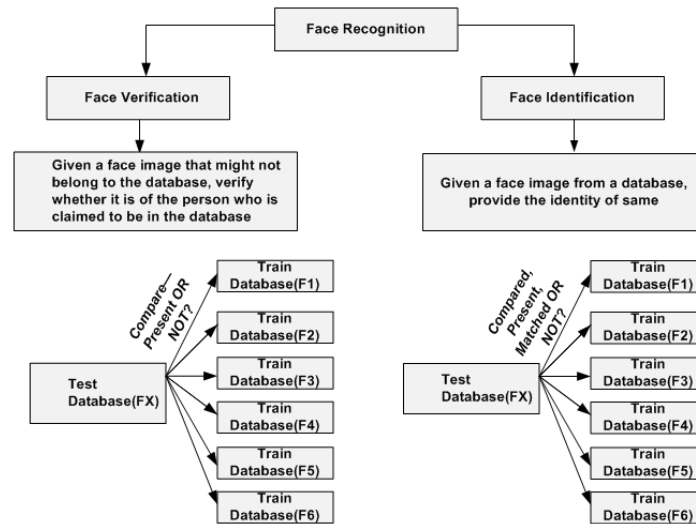 Face Recognition
Face Verification
Face Identification
Given a face image that might not
belong to the database, verify
whether it is of the person who is
claimed to be in the database
Given a face image from a database,
provide the identity of same
Compare—
Present OR
NOT?
Test
Database(FX)
Train
Database(F1)
Train
Database(F2)
Train
Database(F3)
Train
Database(F4)
Train
Database(F5)
Train
Database(F6)
Compared,
Present,
Matched OR
NOT?
Test
Database(FX)
Train
Database(F1)
Train
Database(F2)
Train
Database(F3)
Train
Database(F4)
Train
Database(F5)
Train
Database(F6)